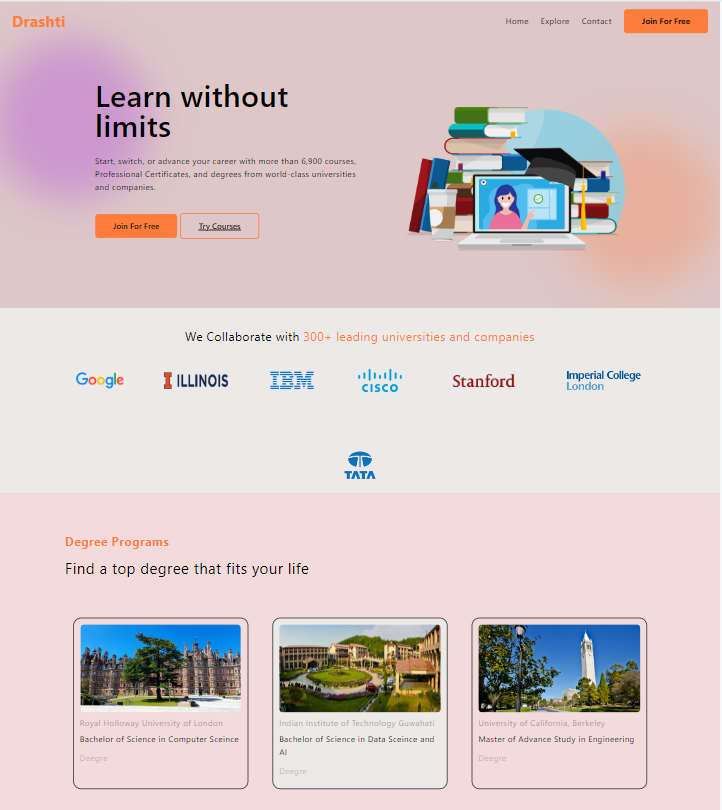 Drashti
Home Explore Contact Join For Free
Learn without
limits
Start, switch, or advance your career with more than 6,900 courses,
Professional Certificates, and degrees from world-class universities
and companies.
Join For Free Try Courses
We Collaborate with 300+ leading universities and companies
Google I ILLINOIS IBM CISCO Stanford Imperial College
London
TATA
Degree Programs
Find a top degree that fits your life
Royal Holloway University of London
Bachelor of Science in Computer Sceince
Deegre
Indian Institute of Technology Guwahati
Bachelor of Science in Data Sceince and
AI
Deegre
University of California, Berkeley
Master of Advance Study in Engineering
Deegre